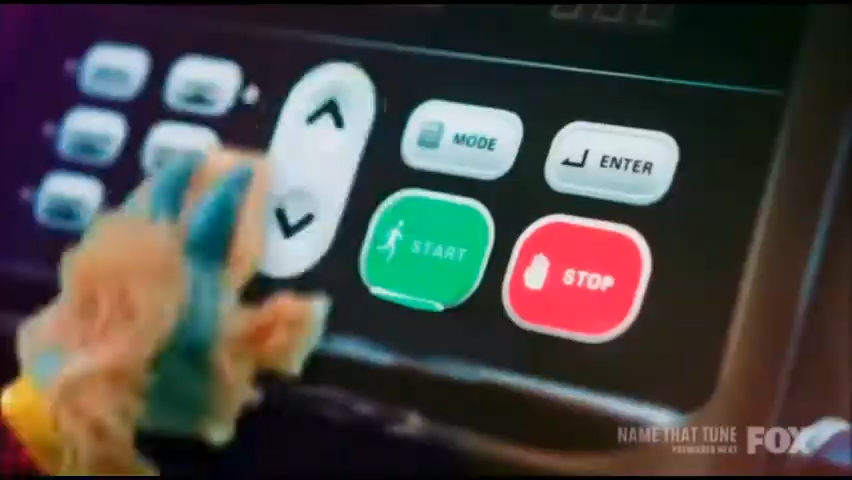 MODE
ENTER
START
STOP
NAME THAT TUNE
PREMIERES NEXT
FOX